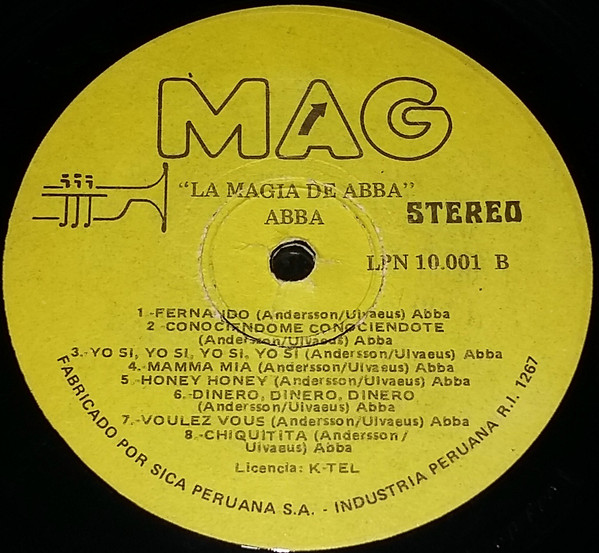 MAG
"LA MAGIA DE ABBA"
ABBA
STEREO
LPN 10.001 B
1.-FERNANDO (Andersson/Ulvaeus) Abba
2-CONOCIENDOME CONOCIENDOTE
(Andersson/Ulvaeus) Abba
3.-YO SI, YO SI, YO SI, YO SI (Andersson/Ulvaeus) Abba
4.-MAMMA MIA (Andersson/Ulvaeus) Abba
5.-HONEY HONEY (Andersson/Ulvaeus) Abba
6.-DINERO, DINERO, DINERO
(Andersson/Ulvaeus) Abba
7.-VOULEZ VOUS (Andersson/Ulvaeus) Abba
8.-CHIQUITITA (Andersson/
Ulvaeus) Abba
Licencia: K-TEL
FABRICADO POR SICA PERUANA S.A. - INDUSTRIA PERUANA R.I. 1267